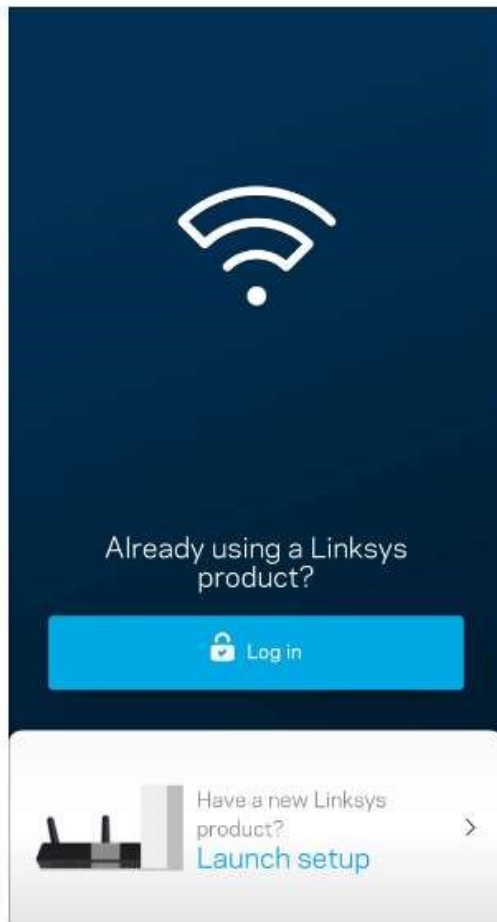 Already using a Linksys
product?
Log in
Have a new Linksys
product?
Launch setup